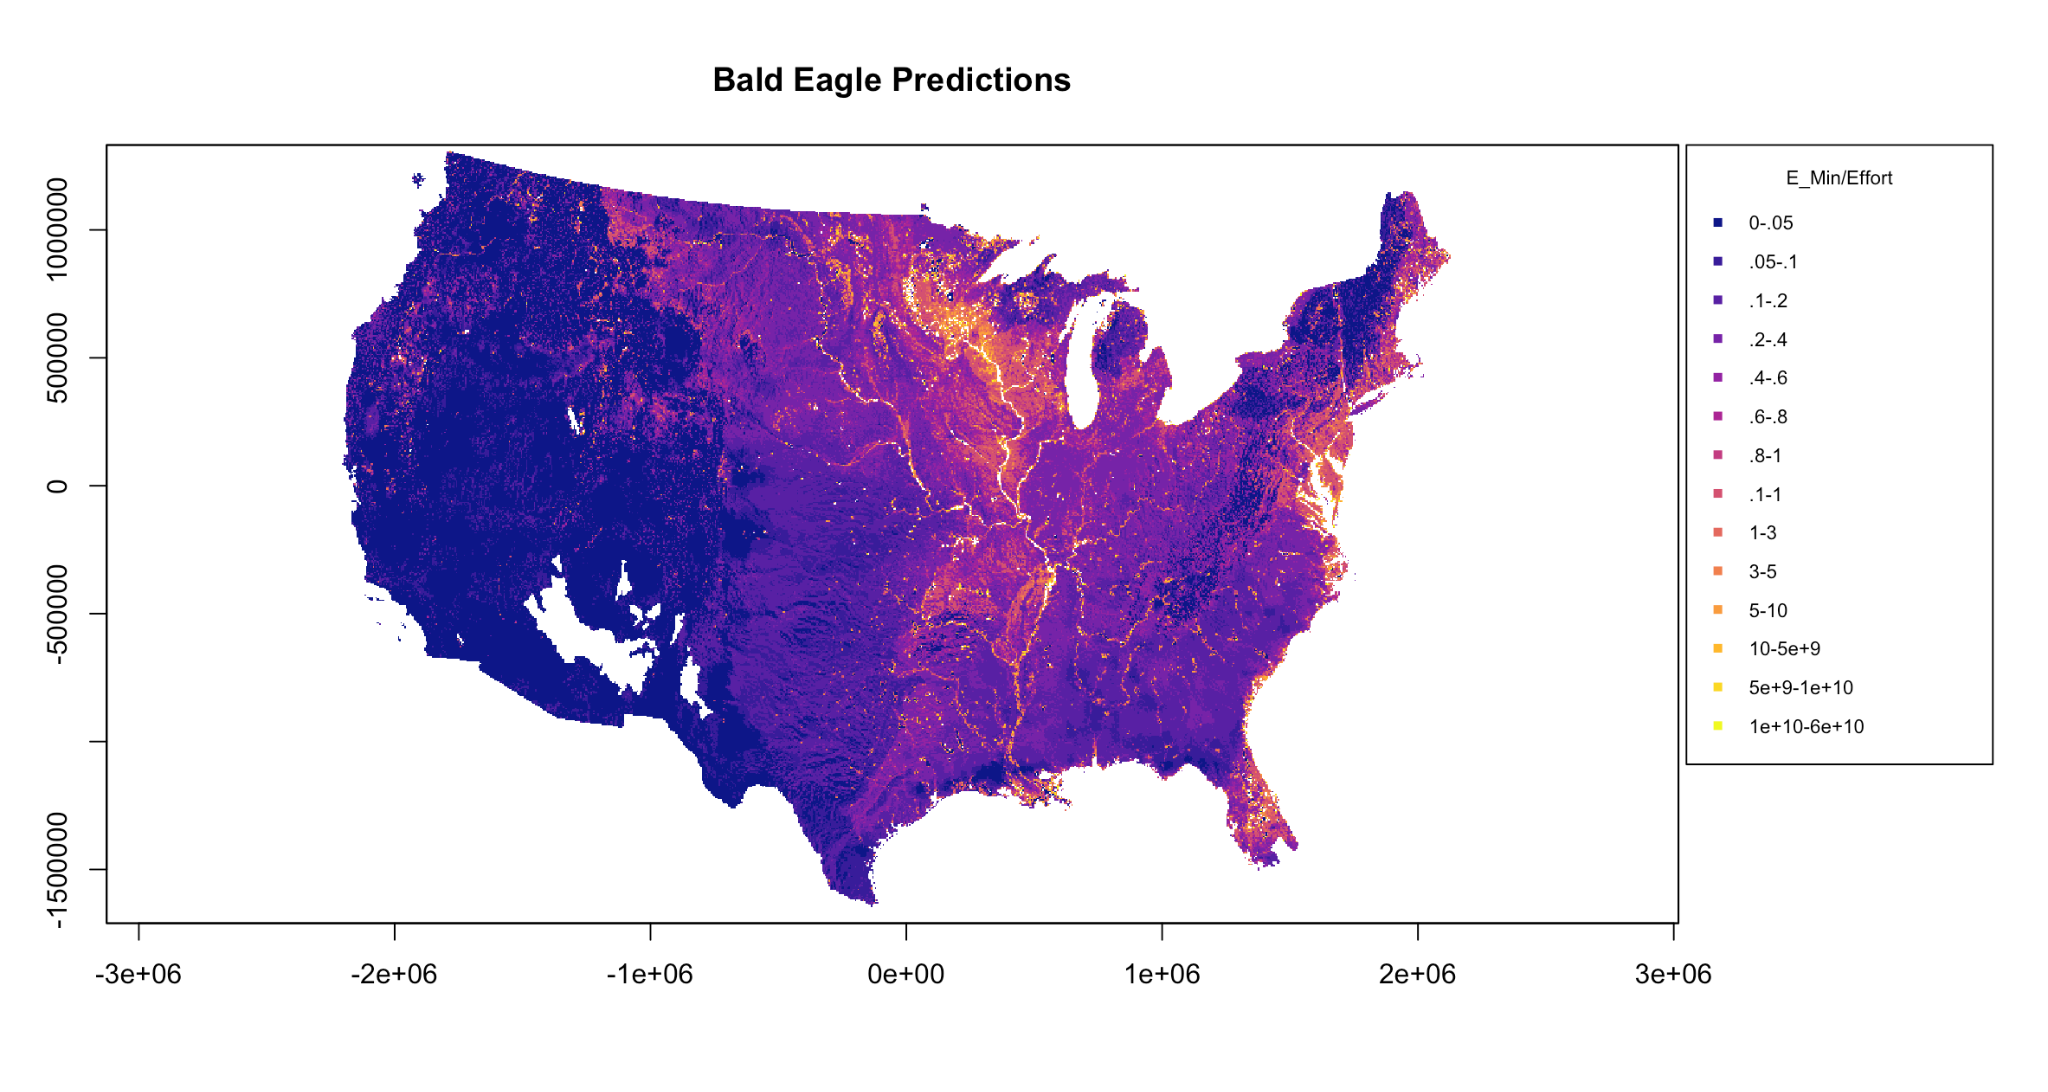 Bald Eagle Predictions
1000000
500000
0
-500000
-1500000
-3e+06
-2e+06
-1e+06
0e+00
1e+06
2e+06
3e+06
E_Min/Effort
0-.05
.05-.1
.1-.2
.2-.4
.4-.6
.6-.8
.8-1
.1-1
1-3
3-5
5-10
10-5e+9
5e+9-1e+10
1e+10-6e+10